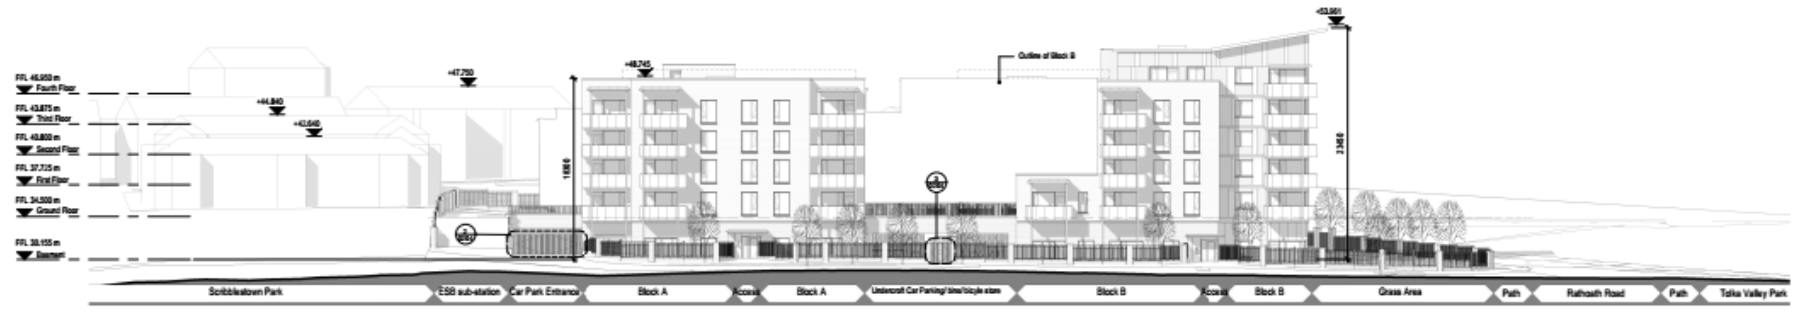 +53.961
Outline of Block B
+48.745
+47.750
FFL 46.950 m
Fourth Floor
+44.840
FFL 43.875 m
Third Floor
+42.640
FFL 40.800 m
Second Floor
FFL 37.725 m
First Floor
FFL 34.500 m
Ground Floor
FFL 30.155 m
Basement
23450
Scribblestown Park
ESB sub-station
Car Park Entrance
Block A
Access
Block A
Undercroft Car Parking/ bins/ bicyle store
Block B
Access
Block B
Grass Area
Path
Rathoath Road
Path
Tolka Valley Park